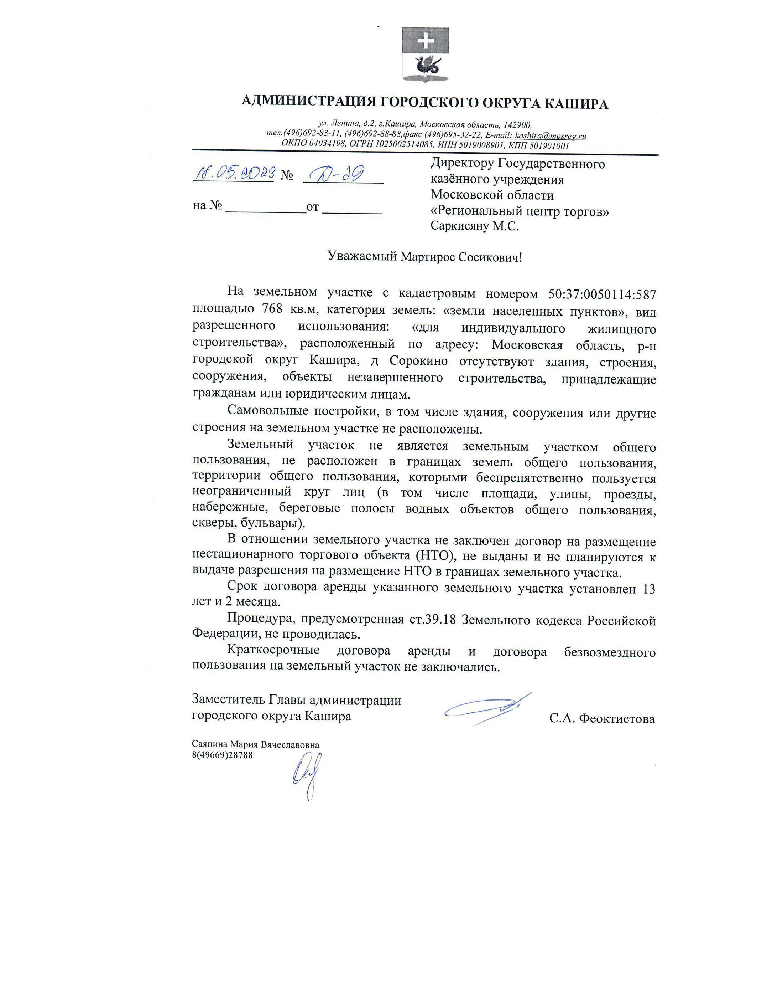 АДМИНИСТРАЦИЯ ГОРОДСКОГО ОКРУГА КАШИРА
ул. Ленина, д.2, г.Кашира, Московская область, 142900,
тел.(496)692-83-11, (496)692-88-88,факс (496)695-32-22, E-mail: kashira@mosreg.ru
ОКПО 04034198, ОГРН 1025002514085, ИНН 5019008901, КПП 501901001
18.05.2023 № Д-29
на № ____________ от _________
Директору Государственного
казённого учреждения
Московской области
«Региональный центр торгов»
Саркисяну М.С.
Уважаемый Мартирос Сосикович!
На земельном участке с кадастровым номером 50:37:0050114:587
площадью 768 кв.м, категория земель: «земли населенных пунктов», вид
разрешенного использования: «для индивидуального жилищного
строительства», расположенный по адресу: Московская область, р-н
городской округ Кашира, д Сорокино отсутствуют здания, строения,
сооружения, объекты незавершенного строительства, принадлежащие
гражданам или юридическим лицам.
Самовольные постройки, в том числе здания, сооружения или другие
строения на земельном участке не расположены.
Земельный участок не является земельным участком общего
пользования, не расположен в границах земель общего пользования,
территории общего пользования, которыми беспрепятственно пользуется
неограниченный круг лиц (в том числе площади, улицы, проезды,
набережные, береговые полосы водных объектов общего пользования,
скверы, бульвары).
В отношении земельного участка не заключен договор на размещение
нестационарного торгового объекта (НТО), не выданы и не планируются к
выдаче разрешения на размещение НТО в границах земельного участка.
Срок договора аренды указанного земельного участка установлен 13
лет и 2 месяца.
Процедура, предусмотренная ст.39.18 Земельного кодекса Российской
Федерации, не проводилась.
Краткосрочные договора аренды и договора безвозмездного
пользования на земельный участок не заключались.
Заместитель Главы администрации
городского округа Кашира
С.А. Феоктистова
Саяпина Мария Вячеславовна
8(49669)28788